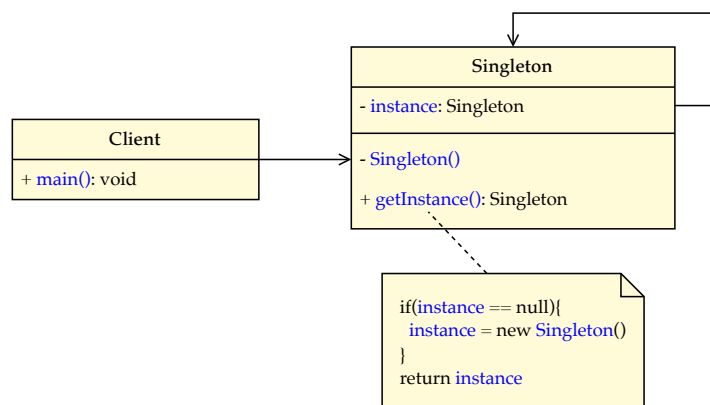 Singleton
- instance: Singleton
- Singleton()
+ getInstance(): Singleton
Client
+ main(): void
if(instance == null){
  instance = new Singleton()
}
return instance